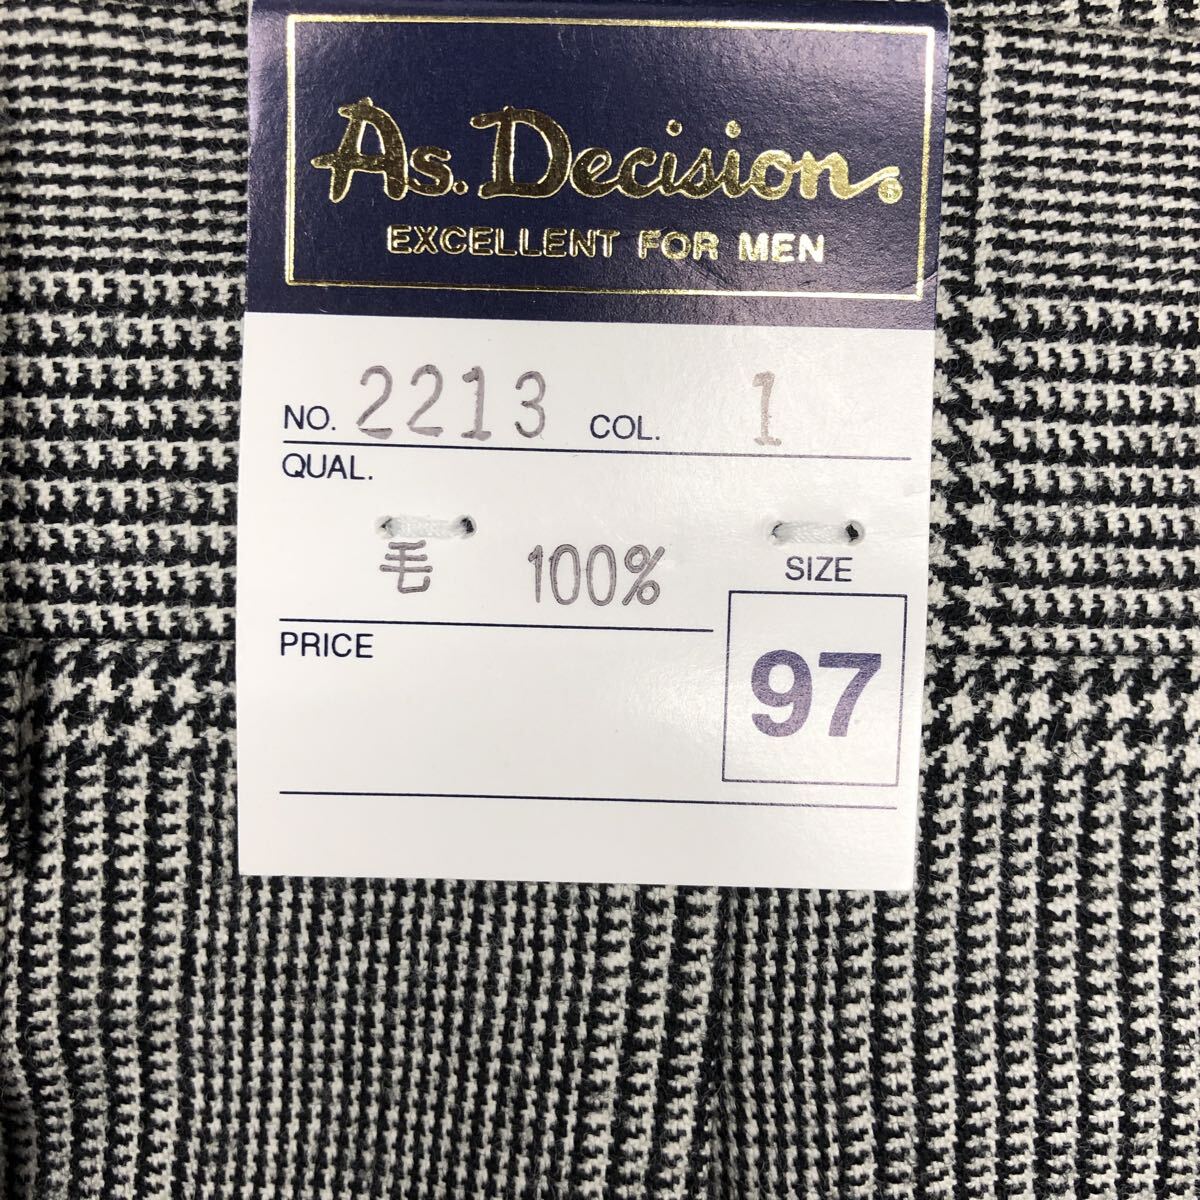 As. Decision ®
EXCELLENT FOR MEN
NO. 2213 COL. 1
QUAL.
毛 100%
SIZE
PRICE
97